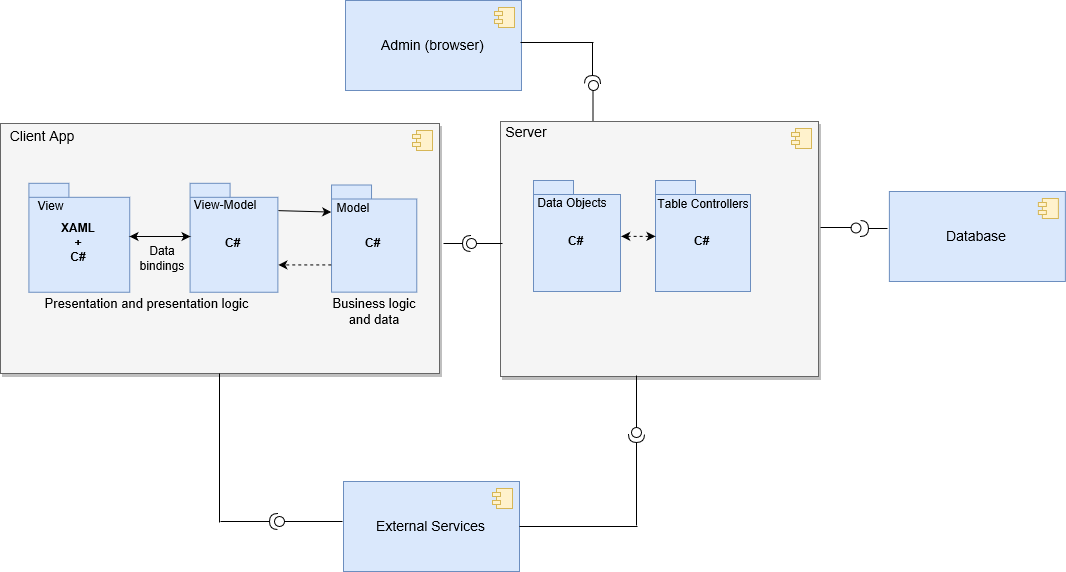 Admin (browser)
Client App
Server
View
XAML
+
C#
Data
bindings
View-Model
C#
Model
C#
Presentation and presentation logic
Business logic
and data
Data Objects
C#
Table Controllers
C#
Database
External Services